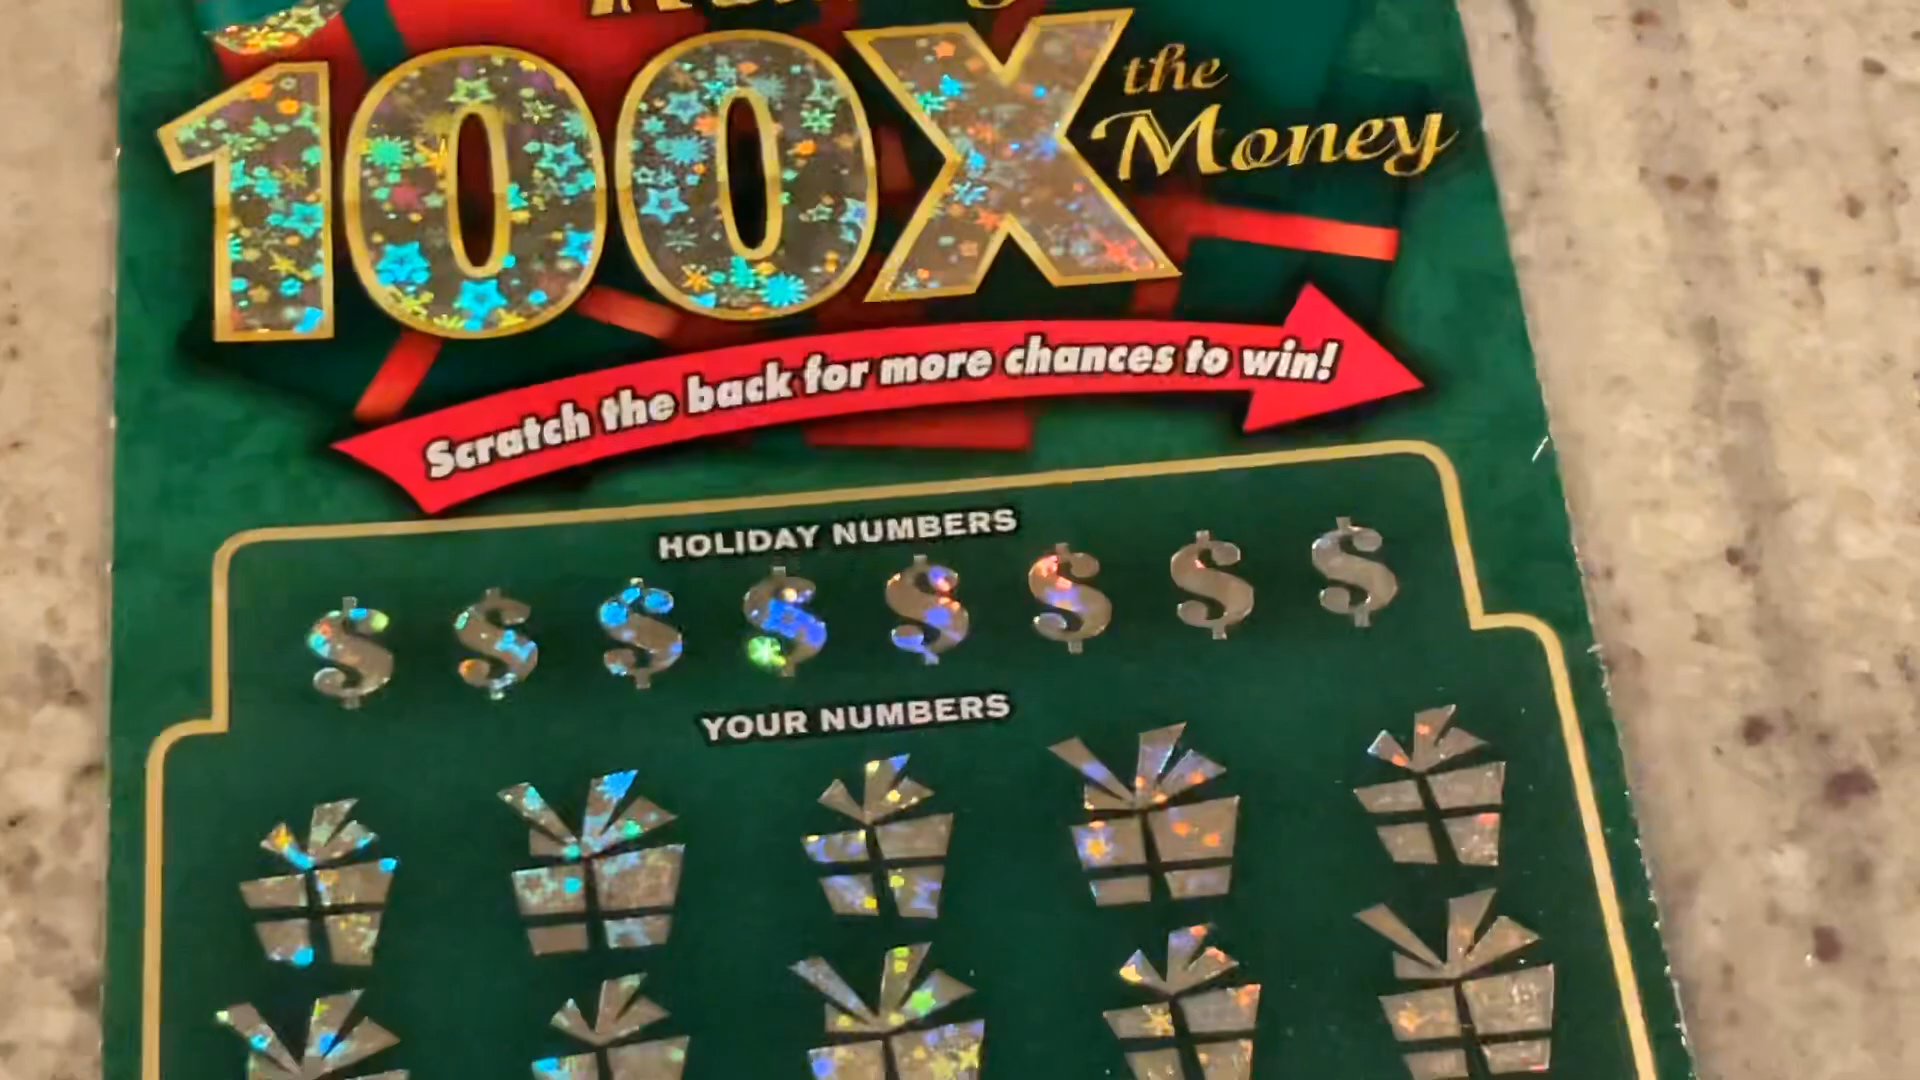 100X
the
Money
Scratch the back for more chances to win!
HOLIDAY NUMBERS
$ $ $ $ $ $ $ $
YOUR NUMBERS